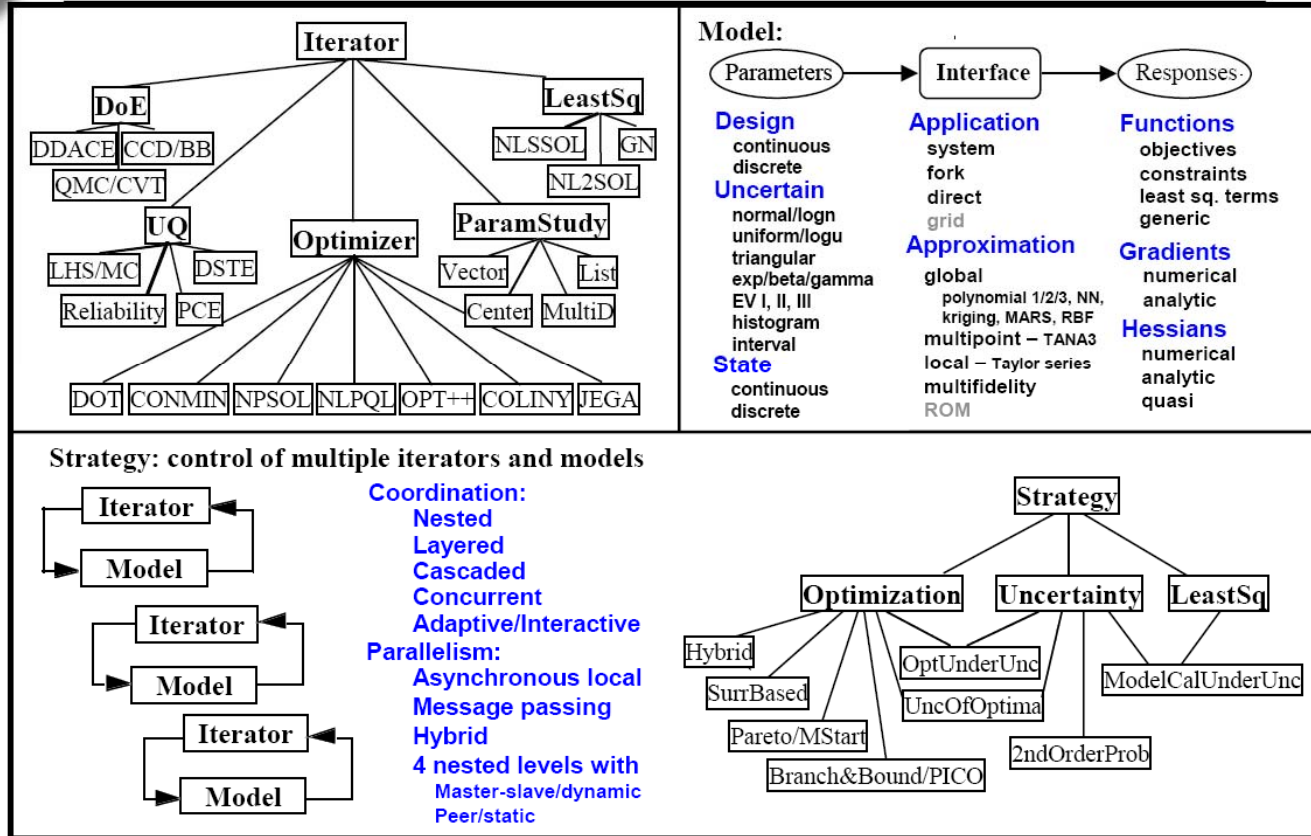 Iterator
DoE
LeastSq
DDACE CCD/BB
NLSSOL GN
QMC/CVT
NL2SOL
UQ
Optimizer
ParamStudy
LHS/MC DSTE
Vector List
Reliability PCE
Center MultiD
DOT CONMIN NPSOL NLPQL OPT++ COLINY JEGA
Model:
Parameters Interface Responses
Design
continuous
discrete
Uncertain
normal/logn
uniform/logu
triangular
exp/beta/gamma
EV I, II, III
histogram
interval
State
continuous
discrete
Application
system
fork
direct
grid
Approximation
global
polynomial 1/2/3, NN,
kriging, MARS, RBF
multipoint – TANA3
local – Taylor series
multifidelity
ROM
Functions
objectives
constraints
least sq. terms
generic
Gradients
numerical
analytic
Hessians
numerical
analytic
quasi
Strategy: control of multiple iterators and models
Iterator
Model
Iterator
Model
Iterator
Model
Coordination:
Nested
Layered
Cascaded
Concurrent
Adaptive/Interactive
Parallelism:
Asynchronous local
Message passing
Hybrid
4 nested levels with
Master-slave/dynamic
Peer/static
Strategy
Optimization Uncertainty LeastSq
Hybrid
OptUnderUnc
SurrBased
ModelCalUnderUnc
UncOfOptima
Pareto/MStart
2ndOrderProb
Branch&Bound/PICO